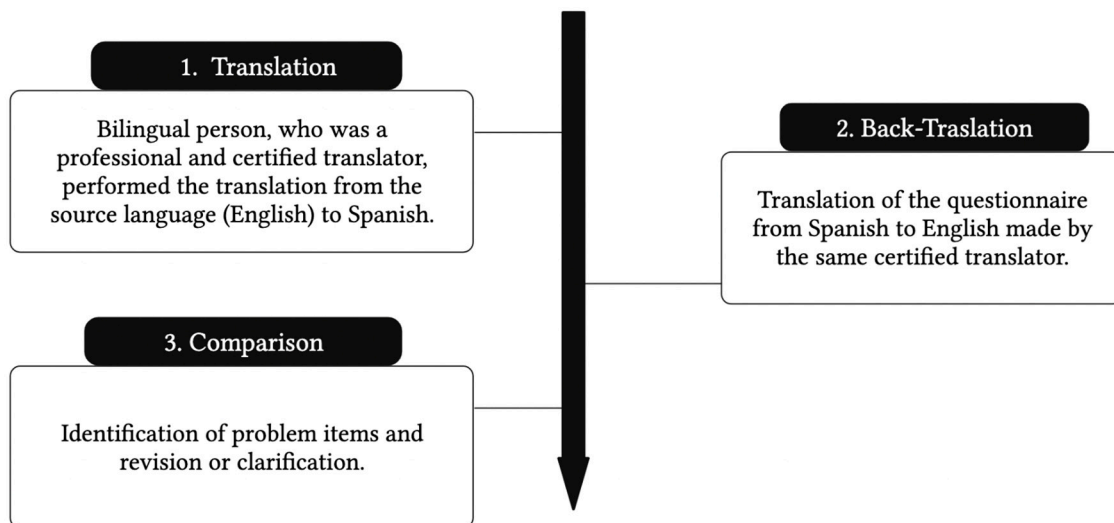 1. Translation
Bilingual person, who was a
professional and certified translator,
performed the translation from the
source language (English) to Spanish.
2. Back-Traslation
Translation of the questionnaire
from Spanish to English made by
the same certified translator.
3. Comparison
Identification of problem items and
revision or clarification.